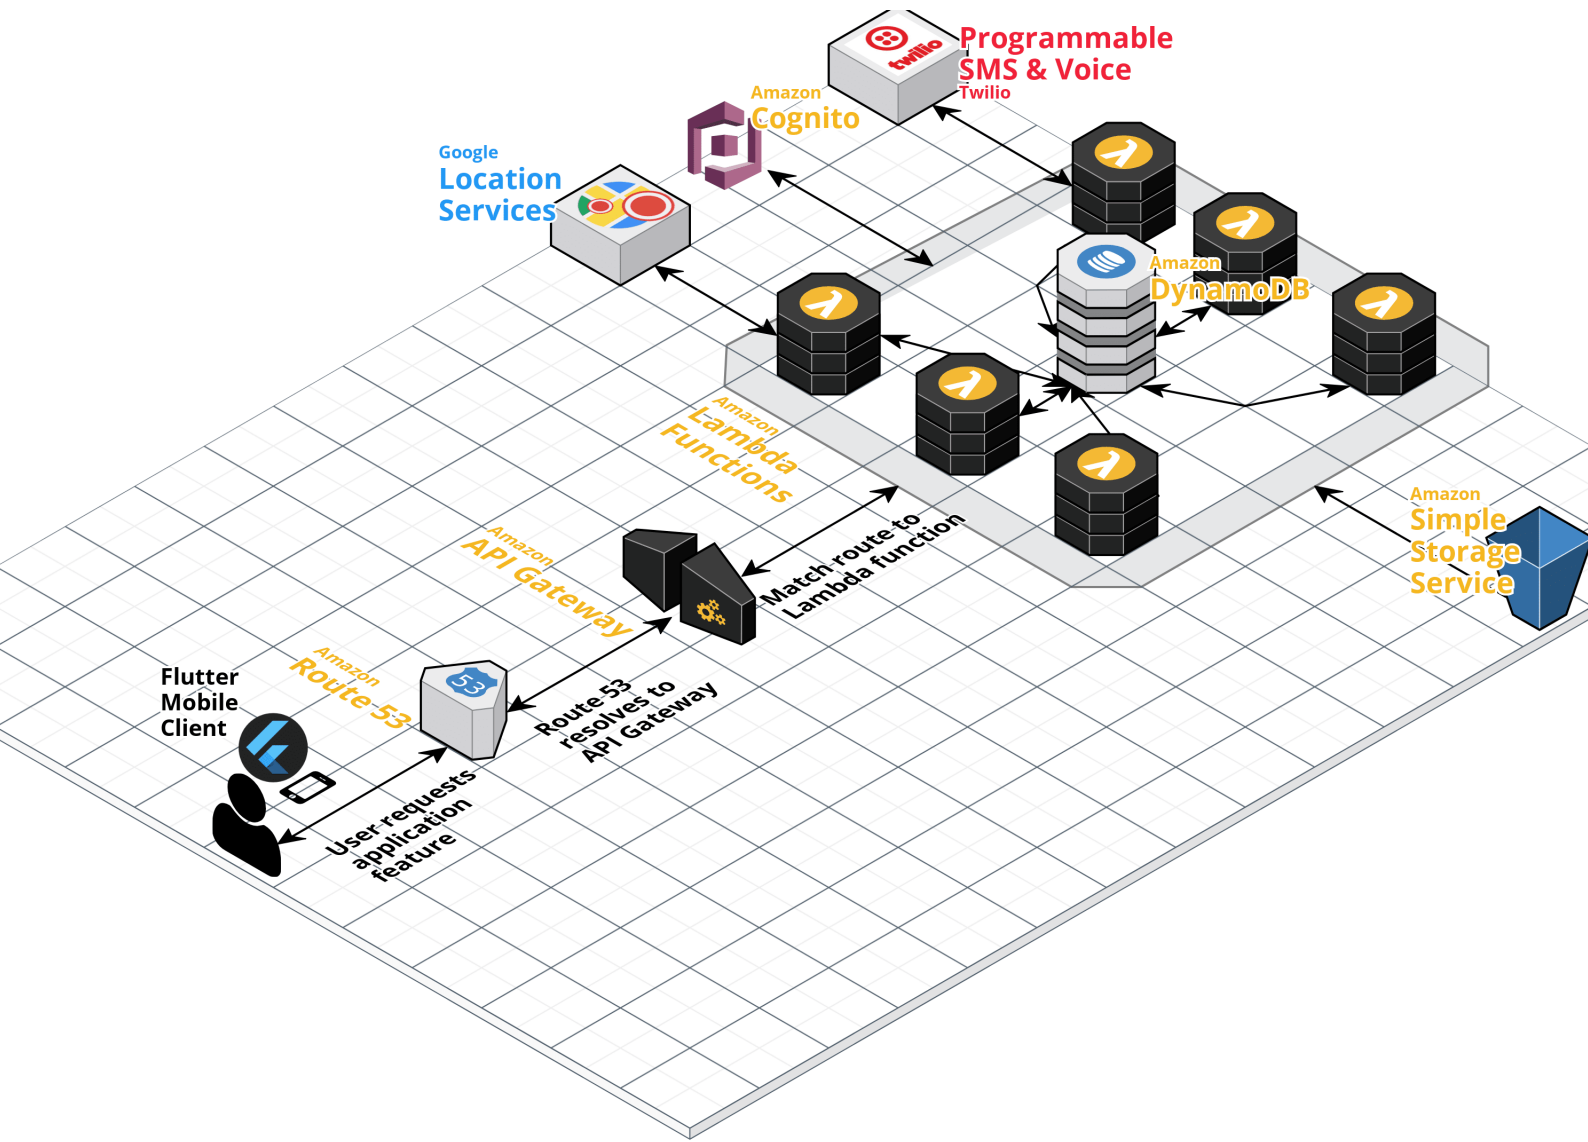 twilio
Programmable
SMS & Voice
Twilio
Amazon
Cognito
Google
Location
Services
Amazon
DynamoDB
Amazon
Lambda
Functions
Amazon
Simple
Storage
Service
Match route to
Lambda function
Amazon
API Gateway
Amazon
Route 53
53
Route 53
resolves to
API Gateway
Flutter
Mobile
Client
User requests
application
feature